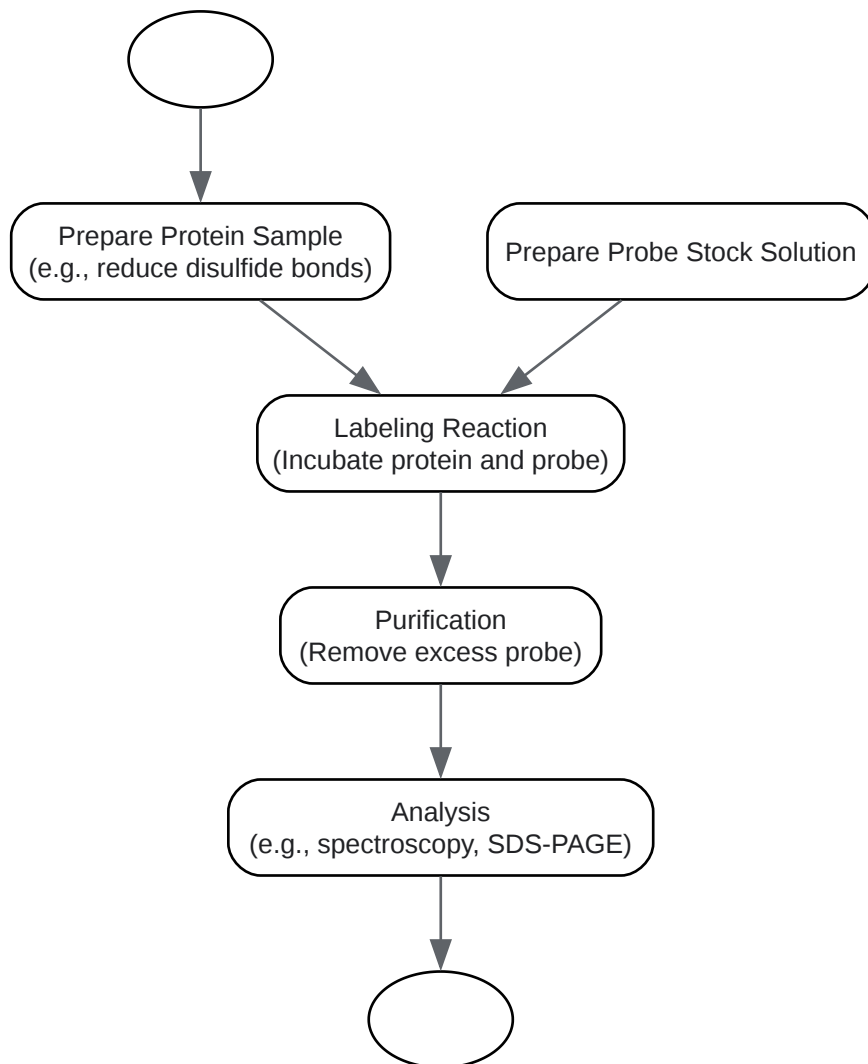 Prepare Protein Sample
(e.g., reduce disulfide bonds)
Prepare Probe Stock Solution
Labeling Reaction
(Incubate protein and probe)
Purification
(Remove excess probe)
Analysis
(e.g., spectroscopy, SDS-PAGE)